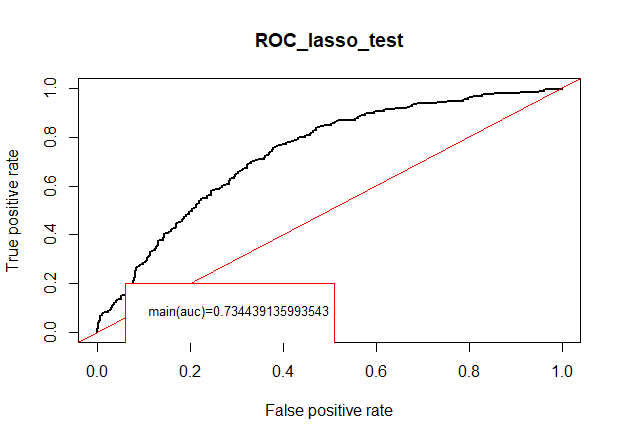 ROC_lasso_test
True positive rate
1.0
0.8
0.6
0.4
0.2
0.0
main(auc)=0.734439135993543
0.0 0.2 0.4 0.6 0.8 1.0
False positive rate